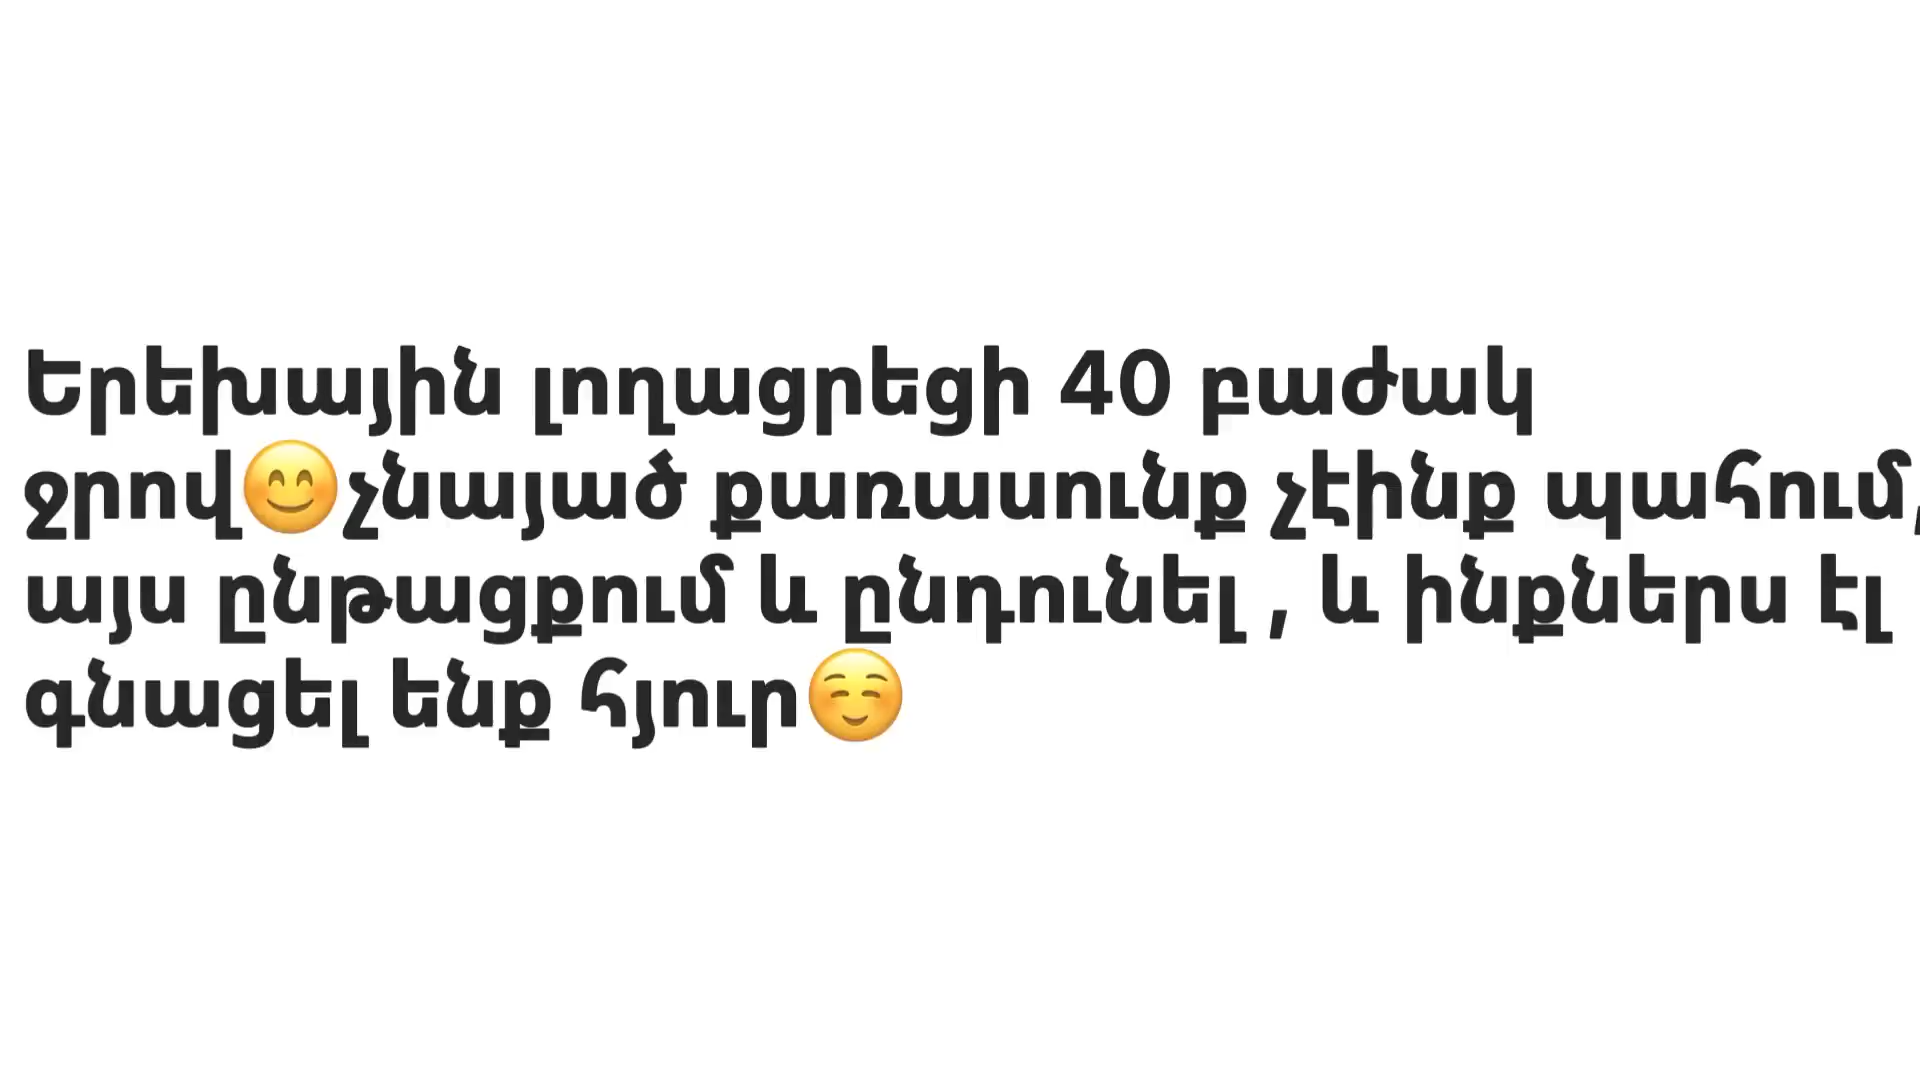 Երեխային լողացրեցի 40 բաժակ
ջրով😊չնայած քառասունք չէինք պահում,
այս ընթացքում և ընդունել , և ինքներս էլ
գնացել ենք հյուր☺️